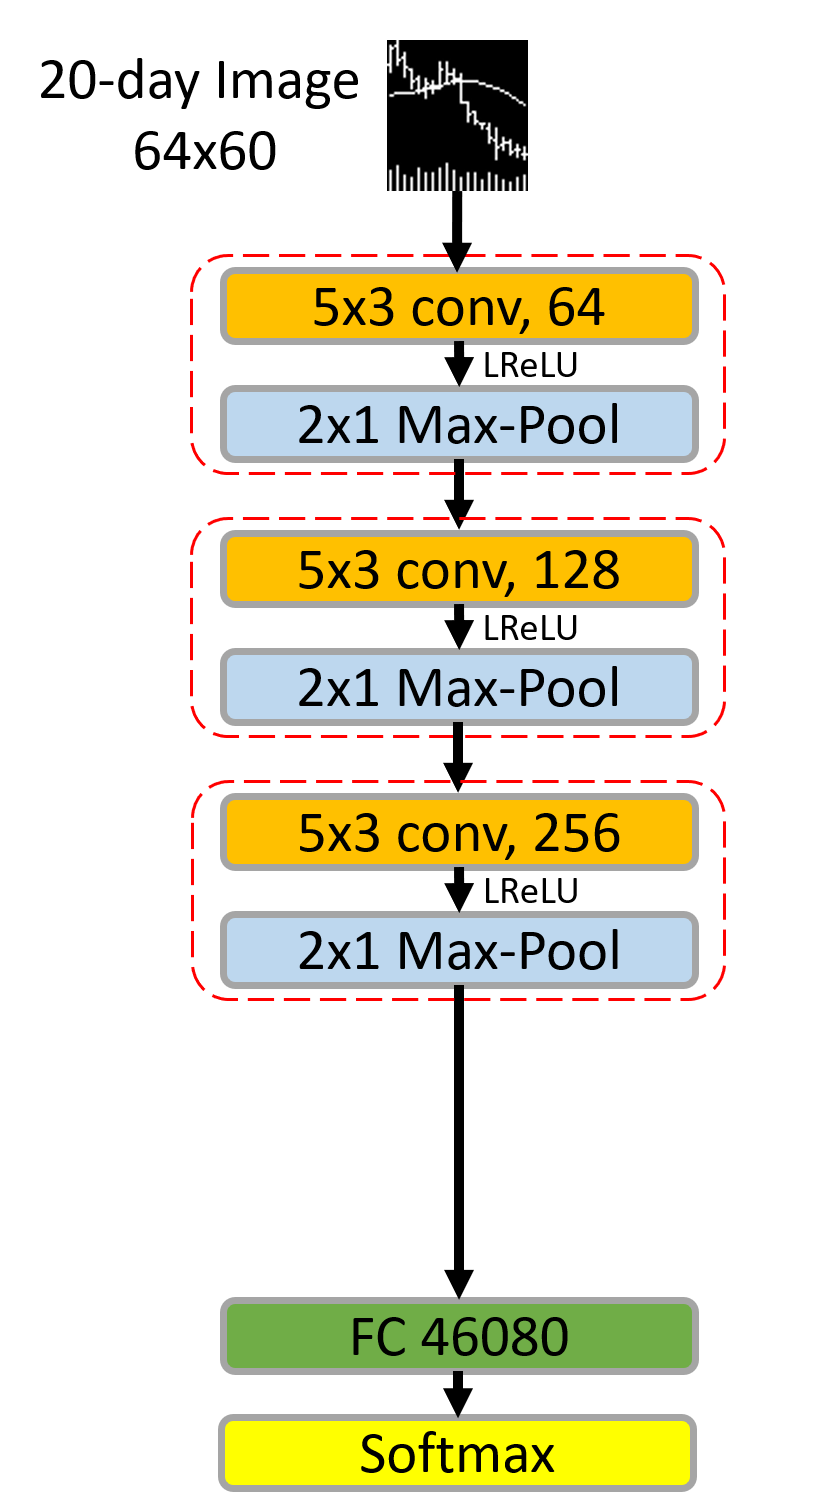 20-day Image
64x60
5x3 conv, 64
LReLU
2x1 Max-Pool
5x3 conv, 128
LReLU
2x1 Max-Pool
5x3 conv, 256
LReLU
2x1 Max-Pool
FC 46080
Softmax